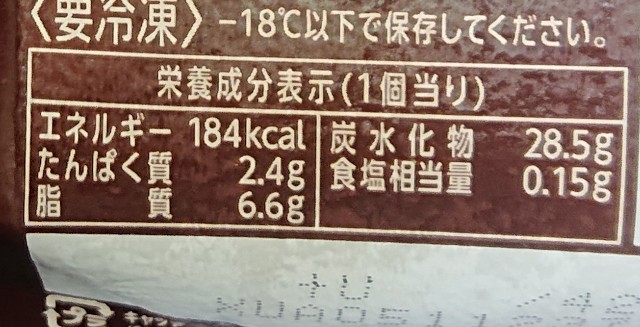 〈要冷凍〉−18℃以下で保存してください。
栄養成分表示(1個当り)
エネルギー 184kcal
たんぱく質 2.4g
脂質 6.6g
炭水化物 28.5g
食塩相当量 0.15g
プラ